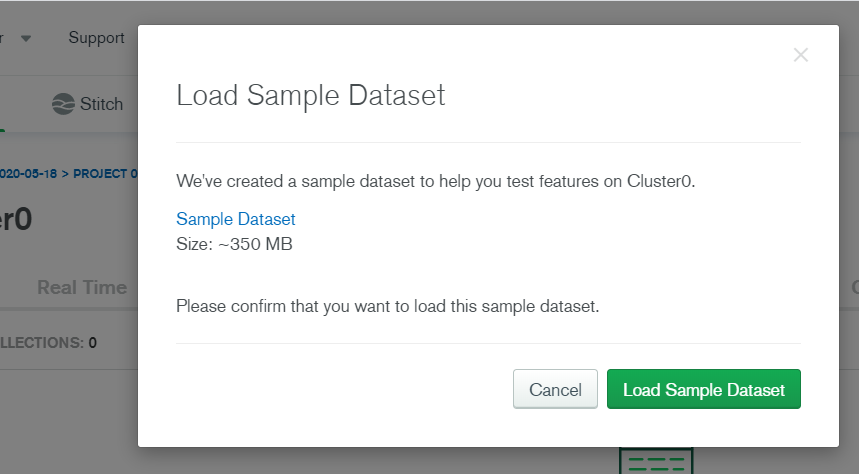 r Support
Stitch
020-05-18 > PROJECT 0
er0
Real Time
LLECTIONS: 0
Load Sample Dataset
We've created a sample dataset to help you test features on Cluster0.
Sample Dataset
Size: ~350 MB
Please confirm that you want to load this sample dataset.
Cancel Load Sample Dataset